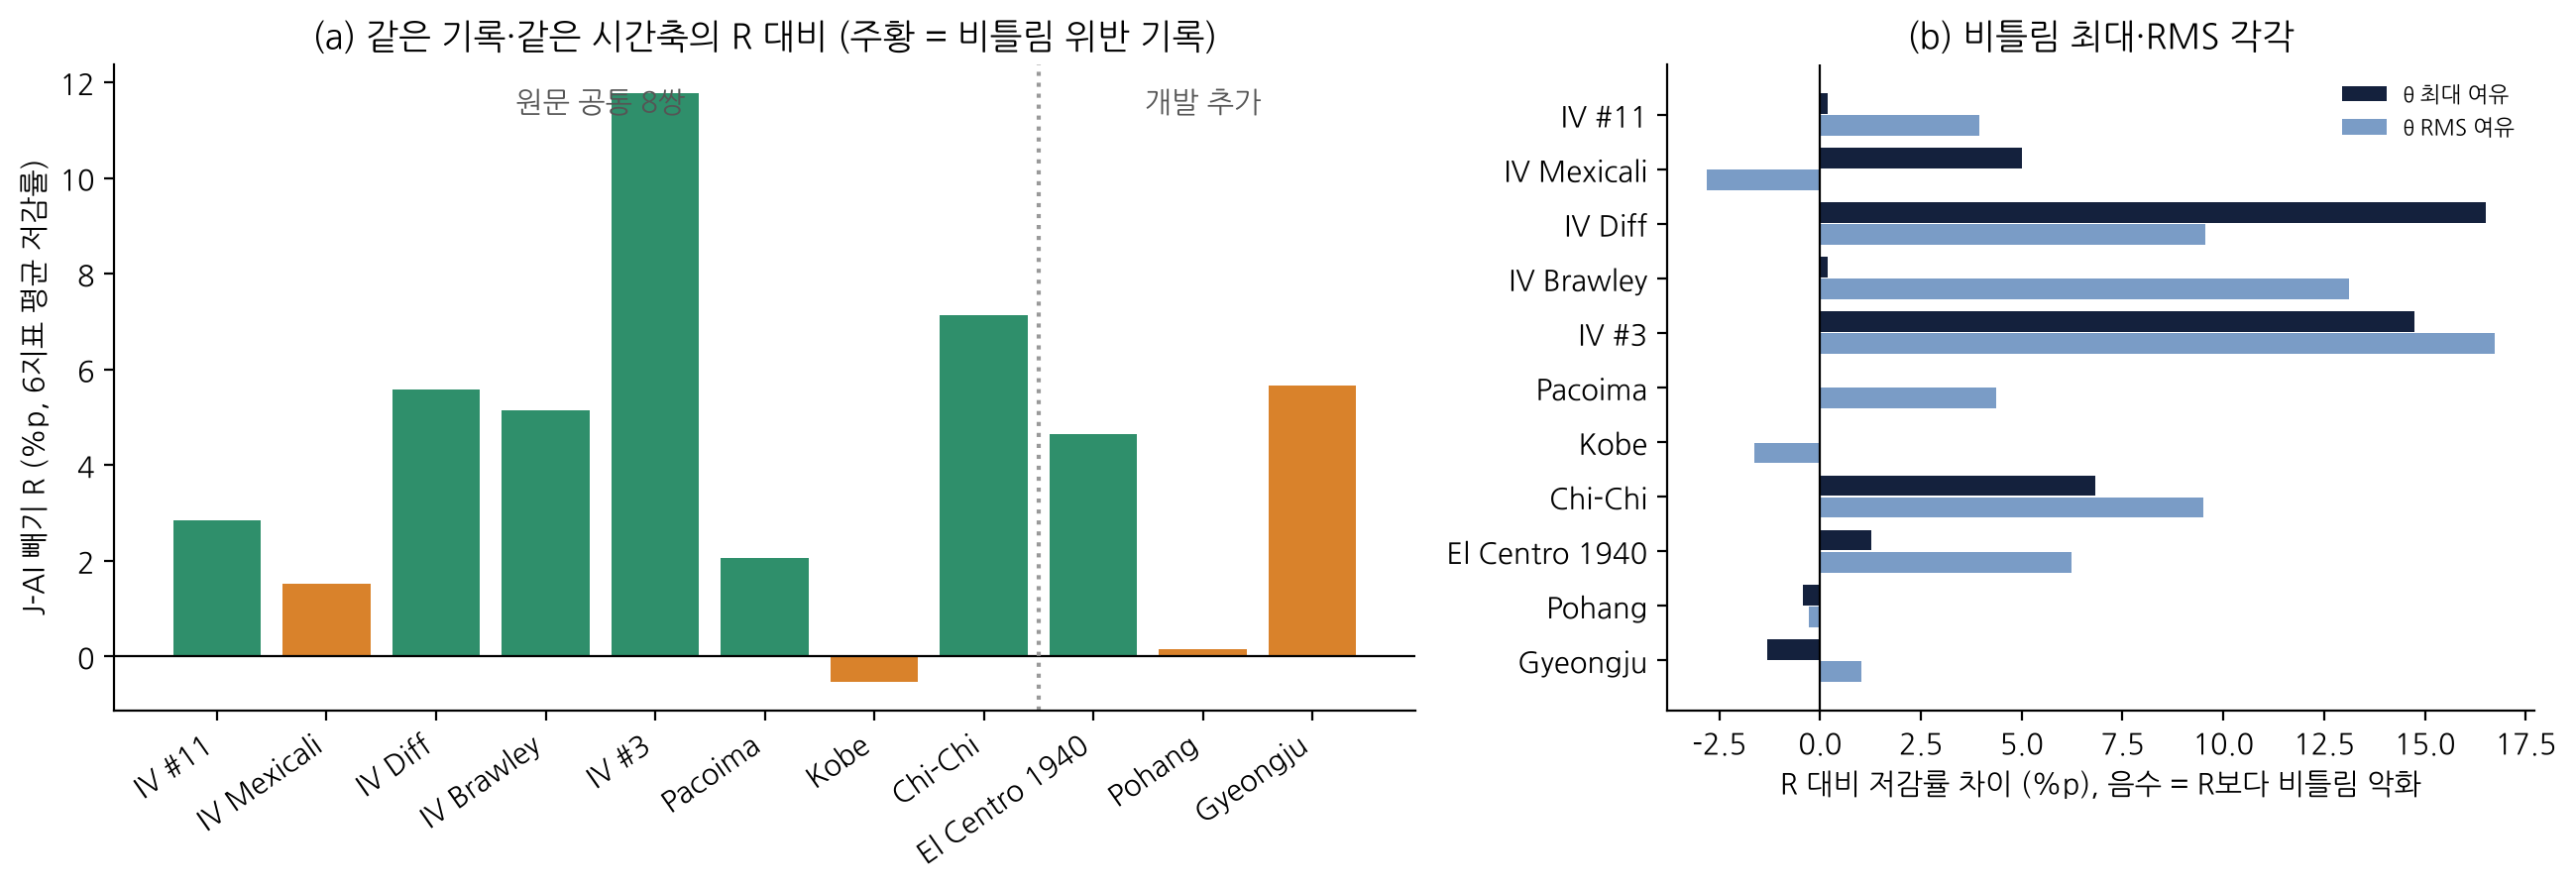 (a) 같은 기록·같은 시간축의 R 대비 (주황 = 비틀림 위반 기록)
J-AI 빼기 R (%p, 6지표 평균 저감률)
12
10
8
6
4
2
0
원문 공통 8쌍
개발 추가
IV #11
IV Mexicali
IV Diff
IV Brawley
IV #3
Pacoima
Kobe
Chi-Chi
El Centro 1940
Pohang
Gyeongju
(b) 비틀림 최대·RMS 각각
θ 최대 여유
θ RMS 여유
IV #11
IV Mexicali
IV Diff
IV Brawley
IV #3
Pacoima
Kobe
Chi-Chi
El Centro 1940
Pohang
Gyeongju
-2.5 0.0 2.5 5.0 7.5 10.0 12.5 15.0 17.5
R 대비 저감률 차이 (%p), 음수 = R보다 비틀림 악화